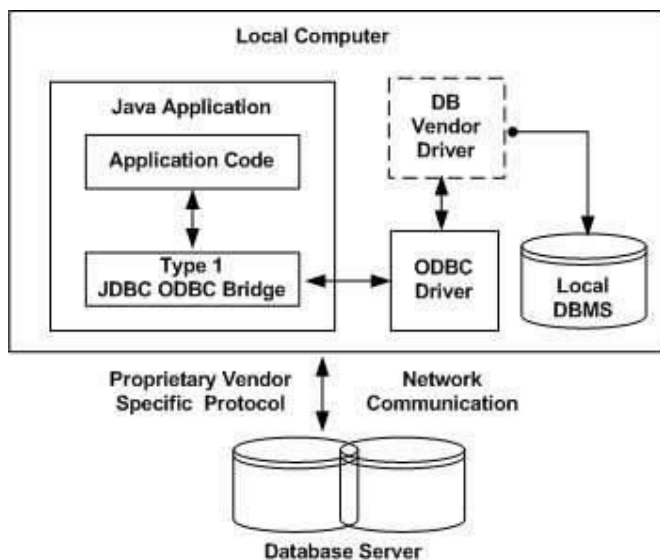 Local Computer
Java Application
Application Code
Type 1
JDBC ODBC Bridge
DB
Vendor
Driver
ODBC
Driver
Local
DBMS
Proprietary Vendor
Specific Protocol
Network
Communication
Database Server